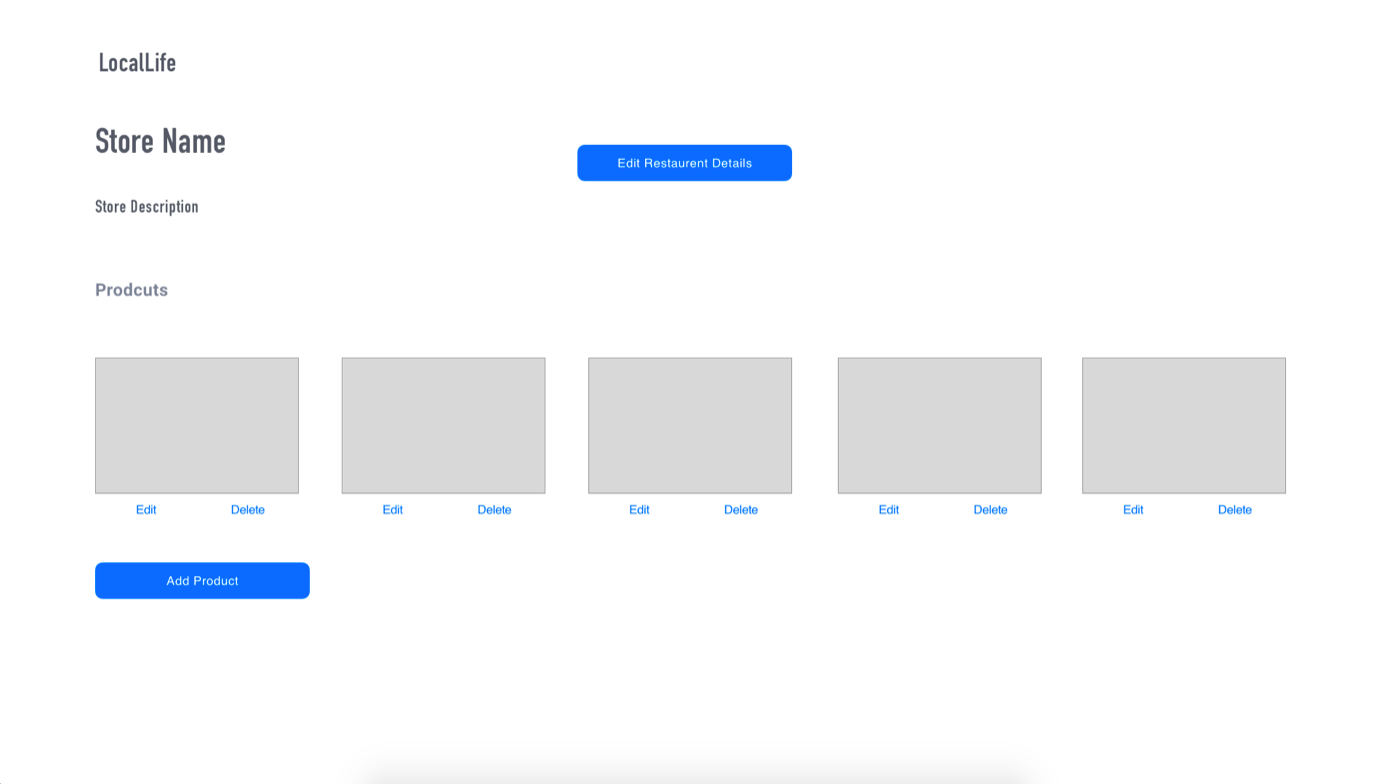 LocalLife
Store Name
Edit Restaurent Details
Store Description
Prodcuts
Edit Delete Edit Delete Edit Delete Edit Delete Edit Delete
Add Product